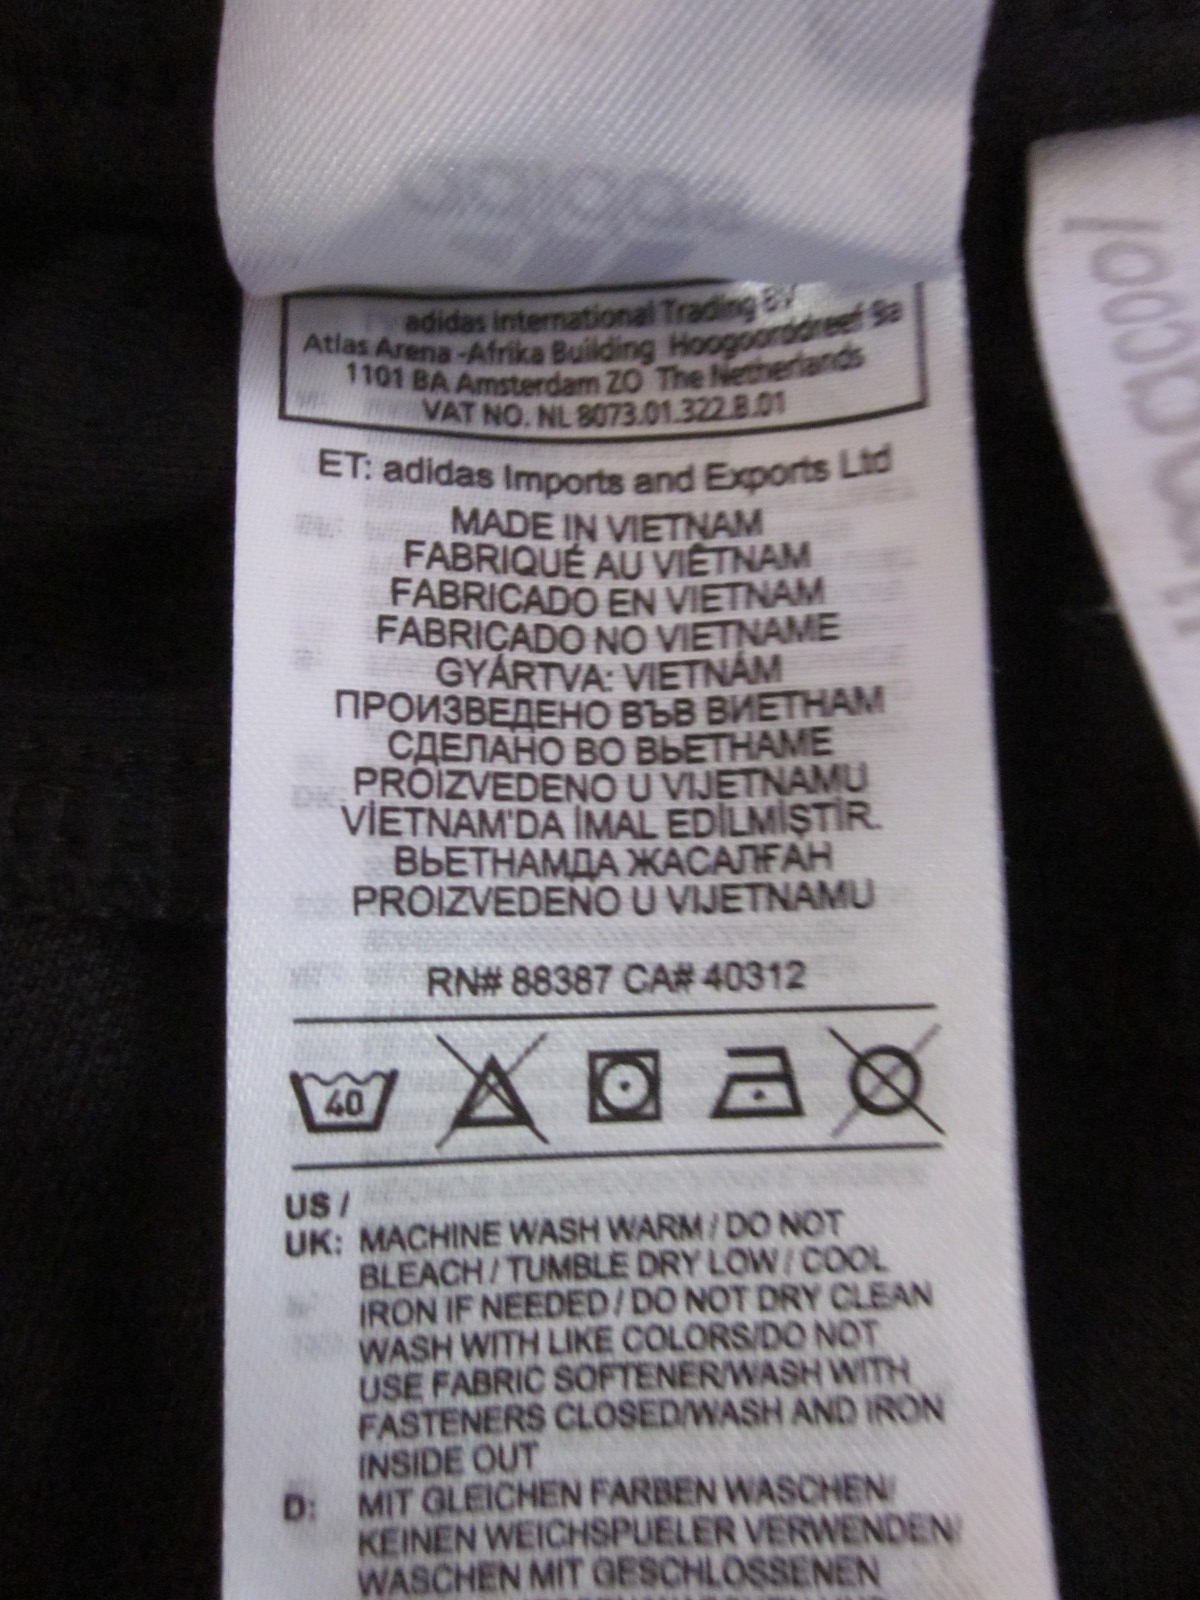 adidas
adidas International Trading BV
Atlas Arena -Afrika Building Hoogoorddreef 9a
1101 BA Amsterdam ZO The Netherlands
VAT NO. NL 8073.01.322.B.01
ET: adidas Imports and Exports Ltd
MADE IN VIETNAM
FABRIQUÉ AU VIÊTNAM
FABRICADO EN VIETNAM
FABRICADO NO VIETNAME
GYÁRTVA: VIETNÁM
ПРОИЗВЕДЕНО ВЪВ ВИЕТНАМ
СДЕЛАНО ВО ВЬЕТНАМЕ
PROIZVEDENO U VIJETNAMU
VİETNAM'DA İMAL EDİLMİŞTİR.
ВЬЕТНАМДА ЖАСАЛҒАН
PROIZVEDENO U VIJETNAMU
RN# 88387 CA# 40312
40
US /
UK: MACHINE WASH WARM / DO NOT
BLEACH / TUMBLE DRY LOW / COOL
IRON IF NEEDED / DO NOT DRY CLEAN
WASH WITH LIKE COLORS/DO NOT
USE FABRIC SOFTENER/WASH WITH
FASTENERS CLOSED/WASH AND IRON
INSIDE OUT
D: MIT GLEICHEN FARBEN WASCHEN/
KEINEN WEICHSPUELER VERWENDEN/
WASCHEN MIT GESCHLOSSENEN